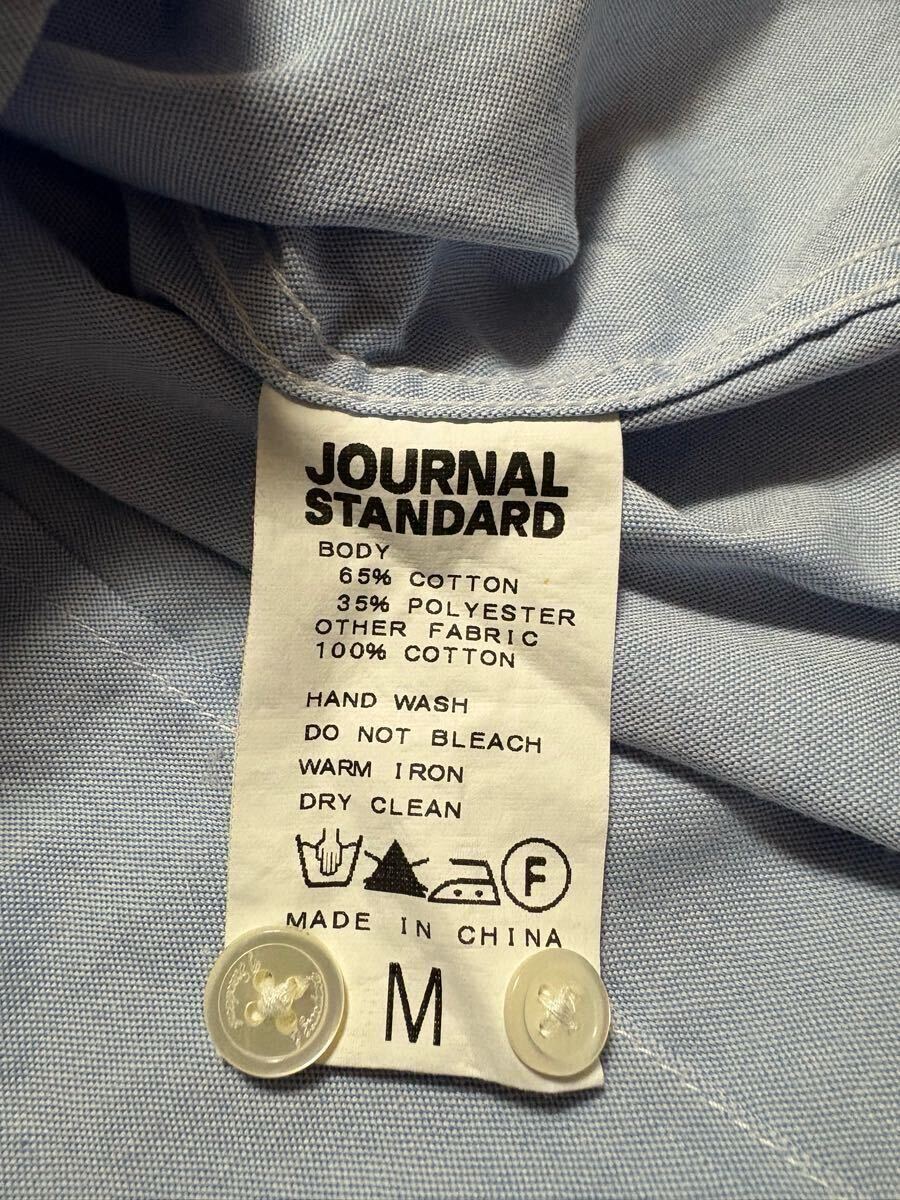 JOURNAL
STANDARD
BODY
65% COTTON
35% POLYESTER
OTHER FABRIC
100% COTTON
HAND WASH
DO NOT BLEACH
WARM IRON
DRY CLEAN
F
MADE IN CHINA
M